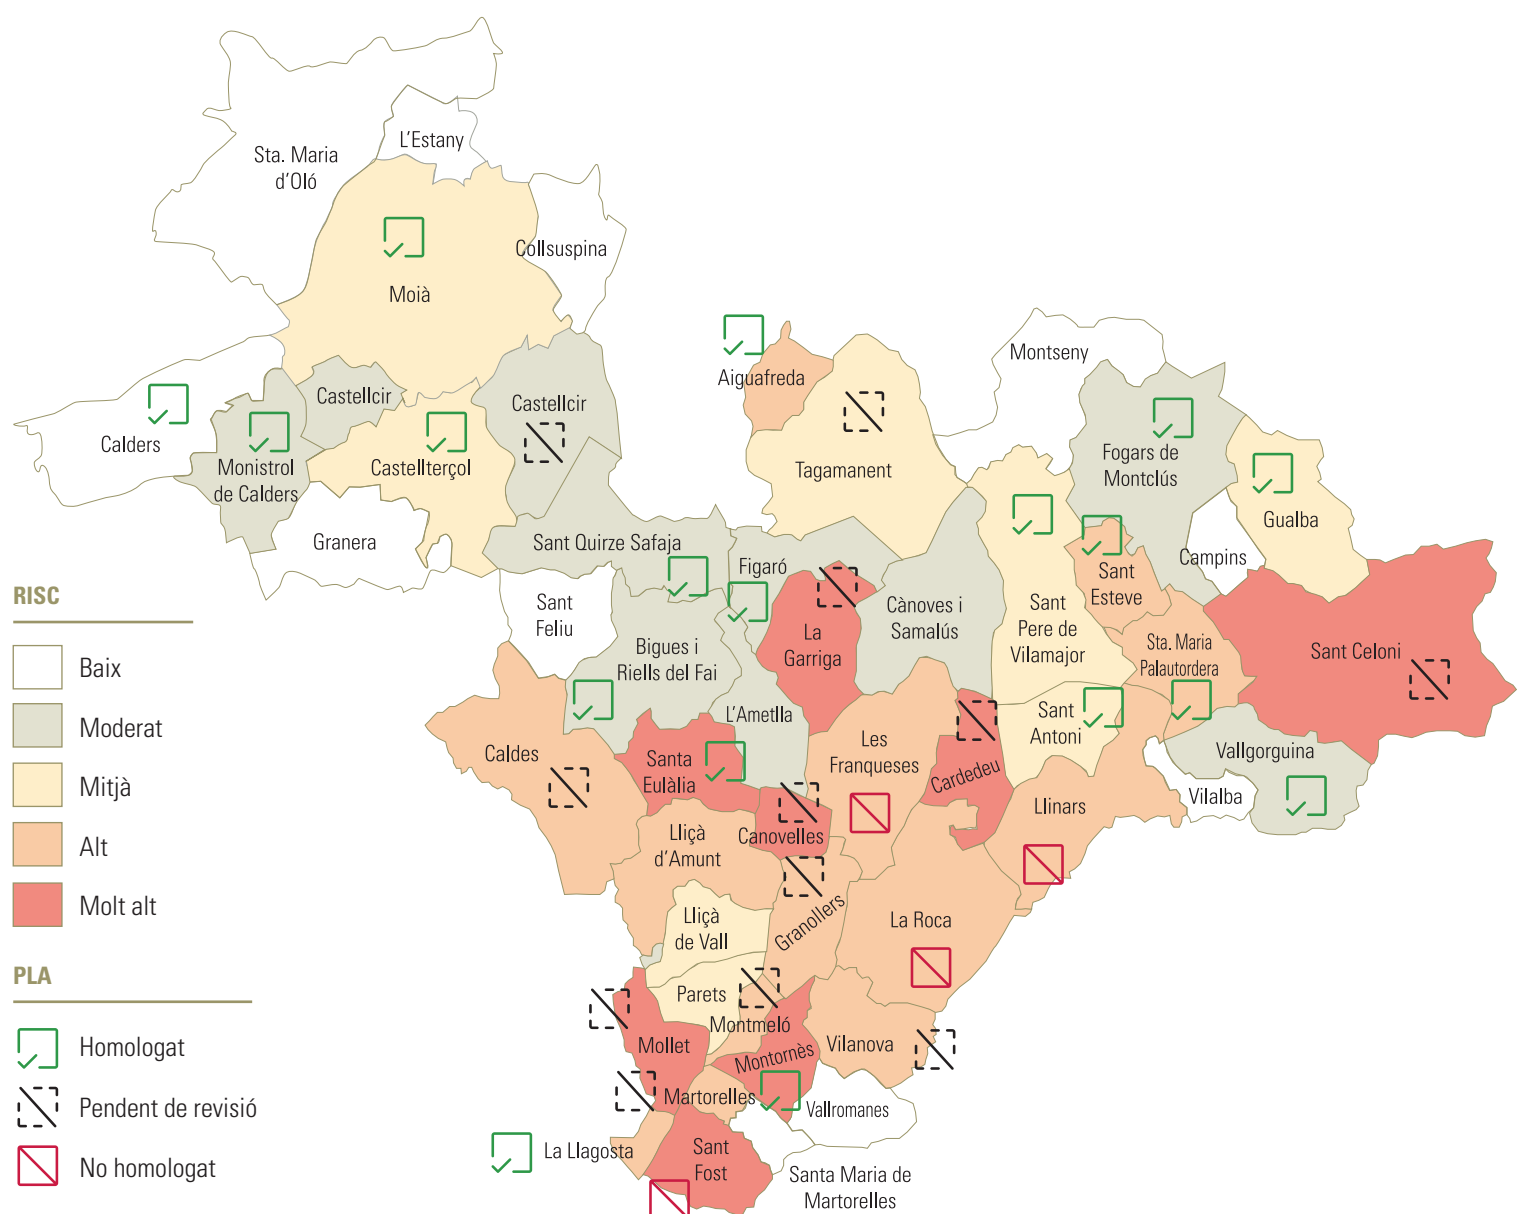 L'Estany
Sta. Maria
d'Oló
Collsuspina
Moià
Montseny
Aiguafreda
Castellcir
Castellcir
Calders
Monistrol
de Calders
Castellterçol
Tagamanent
Fogars de
Montclús
Gualba
Granera
Sant Quirze Safaja
Figaró
Campins
Sant
Esteve
Sant
Feliu
Cànoves i
Samalús
Sant
Pere de
Vilamajor
La
Garriga
Bigues i
Riells del Fai
Sta. Maria
Palautordera
Sant Celoni
L'Ametlla
Sant
Antoni
Les
Franqueses
Caldes
Santa
Eulàlia
Cardedeu
Vallgorguina
Vilalba
Llinars
Lliçà
d'Amunt
Canovelles
Granollers
La Roca
Lliçà
de Vall
Parets
Montmeló
Mollet
Montornès
Vilanova
Martorelles
Vallromanes
La Llagosta
Sant
Fost
Santa Maria de
Martorelles
RISC
Baix
Moderat
Mitjà
Alt
Molt alt
PLA
Homologat
Pendent de revisió
No homologat